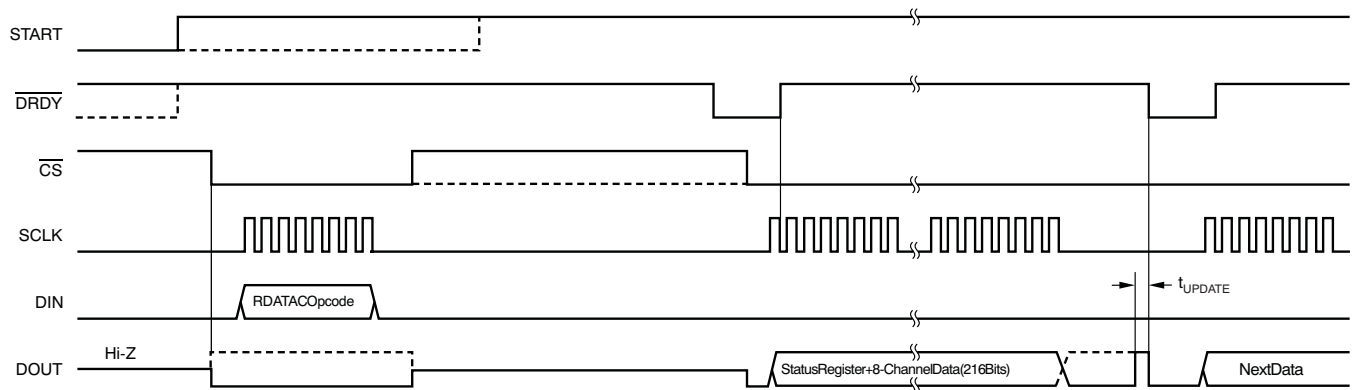 START
DRDY
CS
SCLK
DIN
RDATACOpcode
tUPDATE
Hi-Z
DOUT
StatusRegister+8-ChannelData(216Bits)
NextData